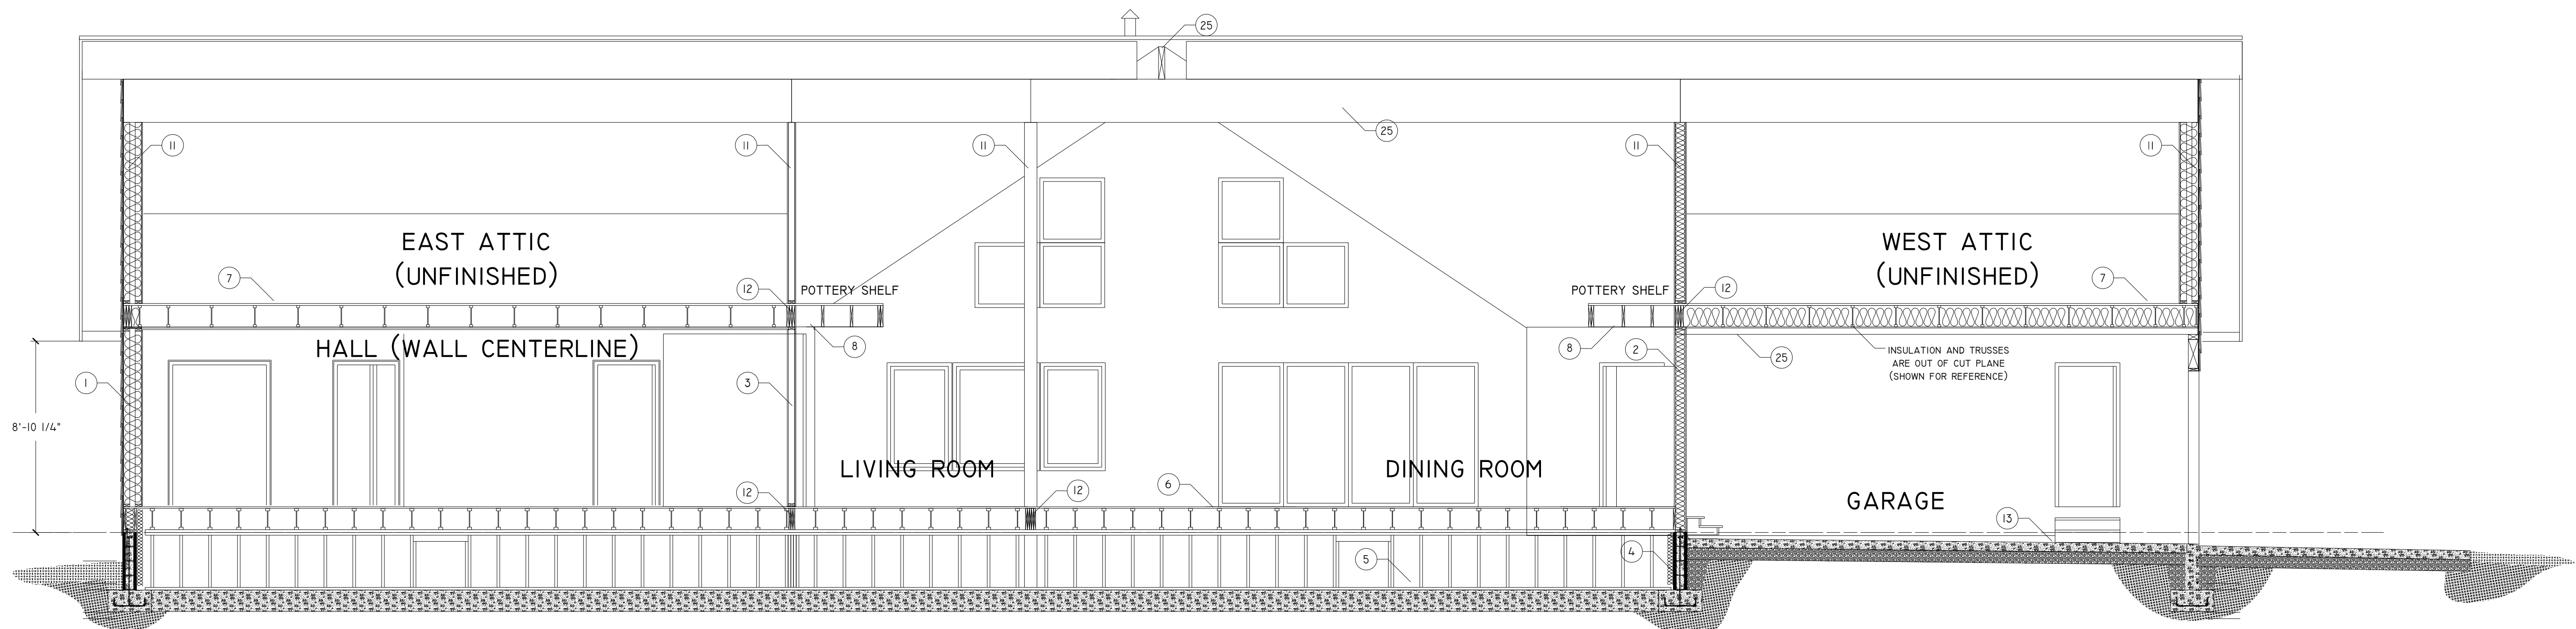 25
25
11
11
11
11
11
EAST ATTIC
(UNFINISHED)
WEST ATTIC
(UNFINISHED)
7
12
POTTERY SHELF
POTTERY SHELF
12
7
HALL (WALL CENTERLINE)
8
8
2
25
INSULATION AND TRUSSES
ARE OUT OF CUT PLANE
(SHOWN FOR REFERENCE)
1
3
8'-10 1/4"
LIVING ROOM
DINING ROOM
12
12
6
GARAGE
13
4
5